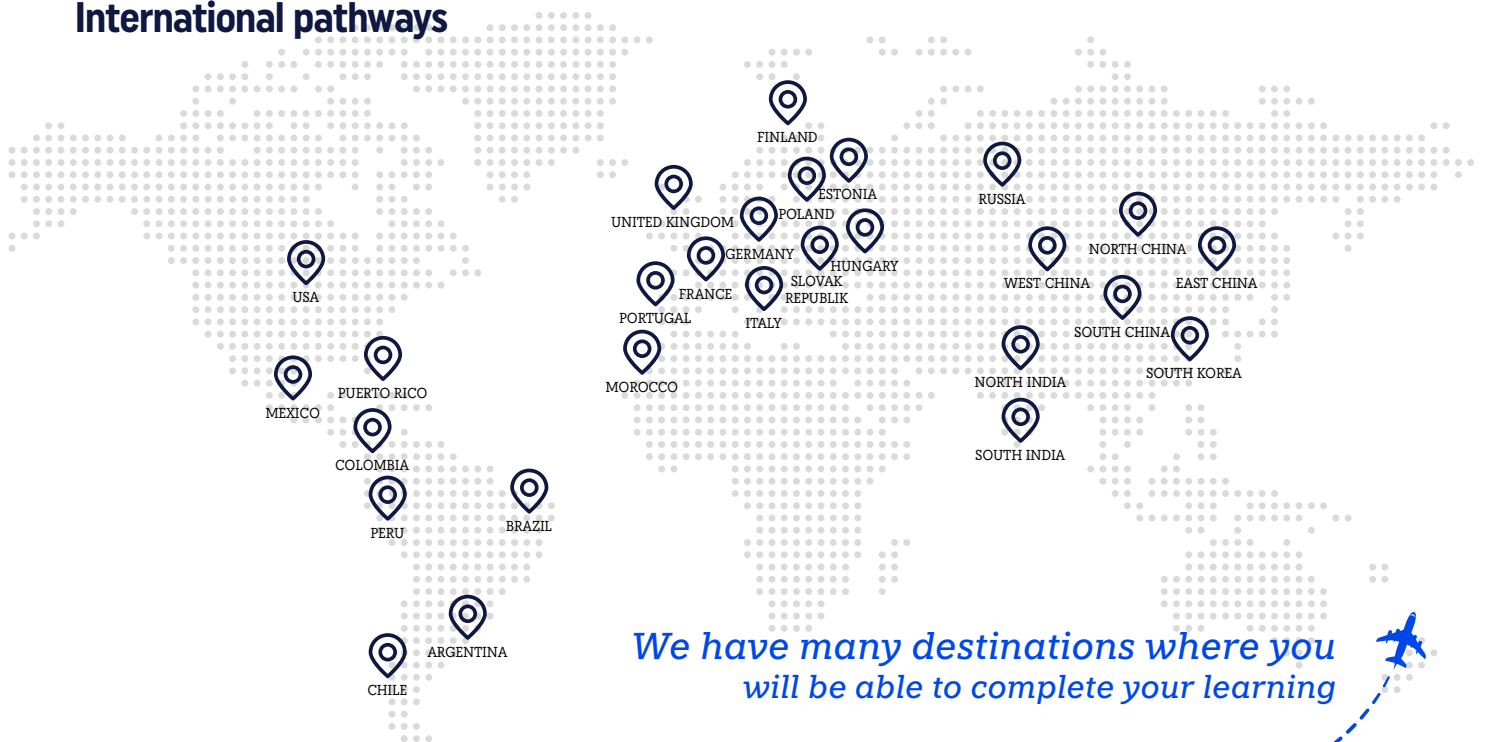 International pathways
FINLAND
ESTONIA
RUSSIA
UNITED KINGDOM
POLAND
GERMANY
HUNGARY
NORTH CHINA
WEST CHINA
EAST CHINA
SLOVAK
REPUBLIK
FRANCE
USA
PORTUGAL
ITALY
SOUTH CHINA
SOUTH KOREA
NORTH INDIA
MOROCCO
PUERTO RICO
MEXICO
COLOMBIA
SOUTH INDIA
BRAZIL
PERU
ARGENTINA
CHILE
We have many destinations where you
will be able to complete your learning